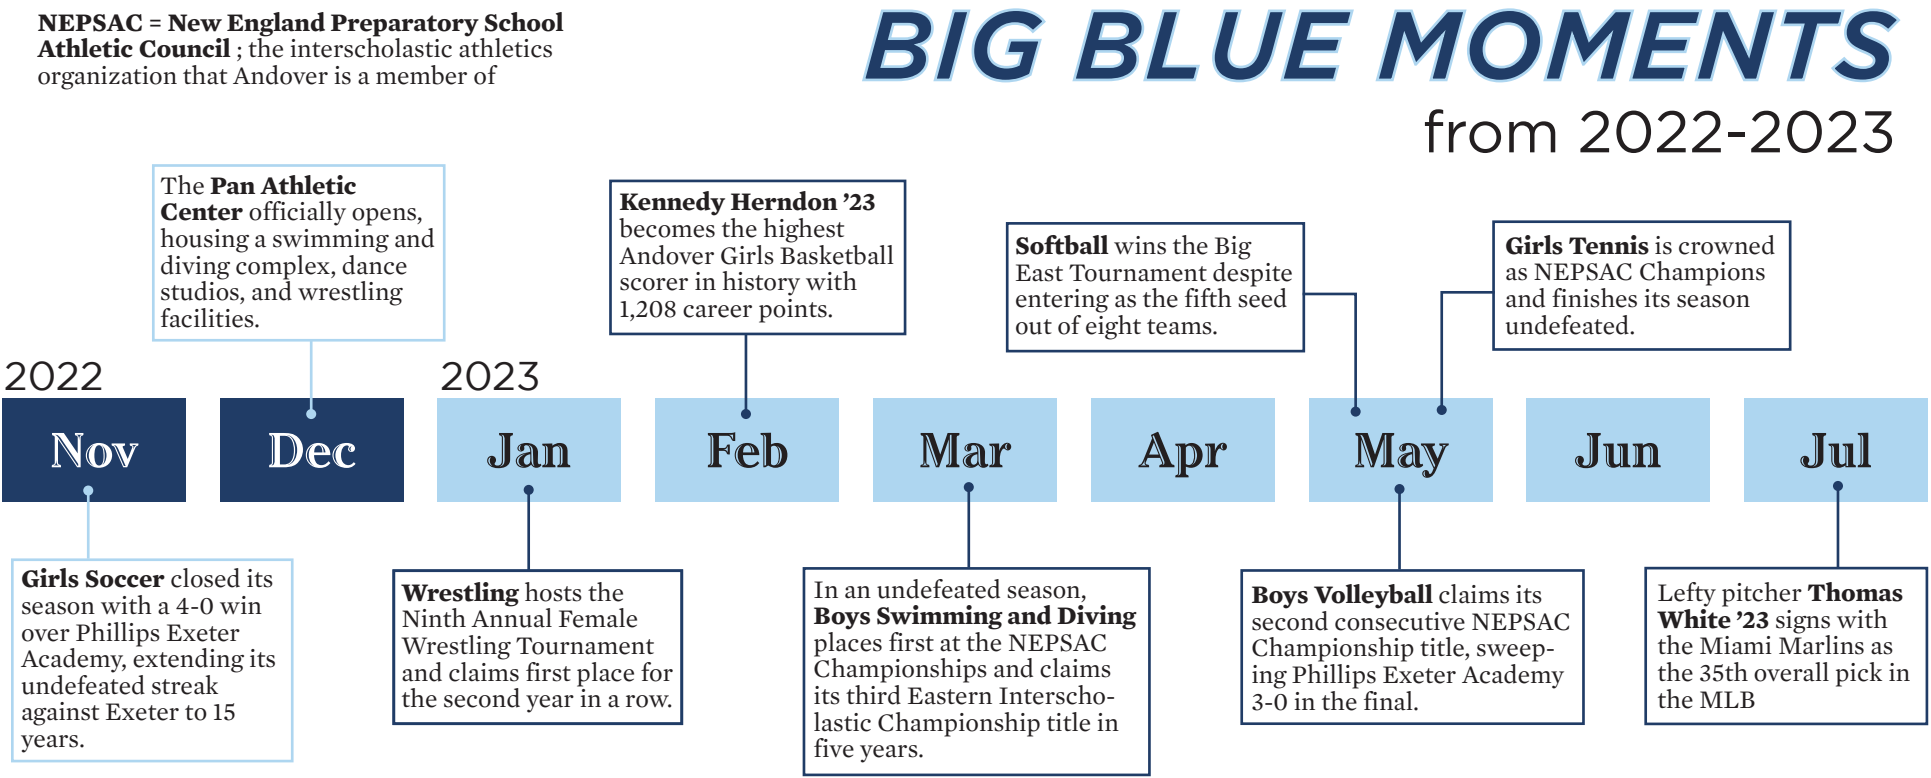 NEPSAC = New England Preparatory School
Athletic Council ; the interscholastic athletics
organization that Andover is a member of
BIG BLUE MOMENTS
from 2022-2023
The Pan Athletic
Center officially opens,
housing a swimming and
diving complex, dance
studios, and wrestling
facilities.
Kennedy Herndon ’23
becomes the highest
Andover Girls Basketball
scorer in history with
1,208 career points.
Softball wins the Big
East Tournament despite
entering as the fifth seed
out of eight teams.
Girls Tennis is crowned
as NEPSAC Champions
and finishes its season
undefeated.
2022
2023
Nov
Dec
Jan
Feb
Mar
Apr
May
Jun
Jul
Girls Soccer closed its
season with a 4-0 win
over Phillips Exeter
Academy, extending its
undefeated streak
against Exeter to 15
years.
Wrestling hosts the
Ninth Annual Female
Wrestling Tournament
and claims first place for
the second year in a row.
In an undefeated season,
Boys Swimming and Diving
places first at the NEPSAC
Championships and claims
its third Eastern Interscho-
lastic Championship title in
five years.
Boys Volleyball claims its
second consecutive NEPSAC
Championship title, sweep-
ing Phillips Exeter Academy
3-0 in the final.
Lefty pitcher Thomas
White ’23 signs with
the Miami Marlins as
the 35th overall pick in
the MLB